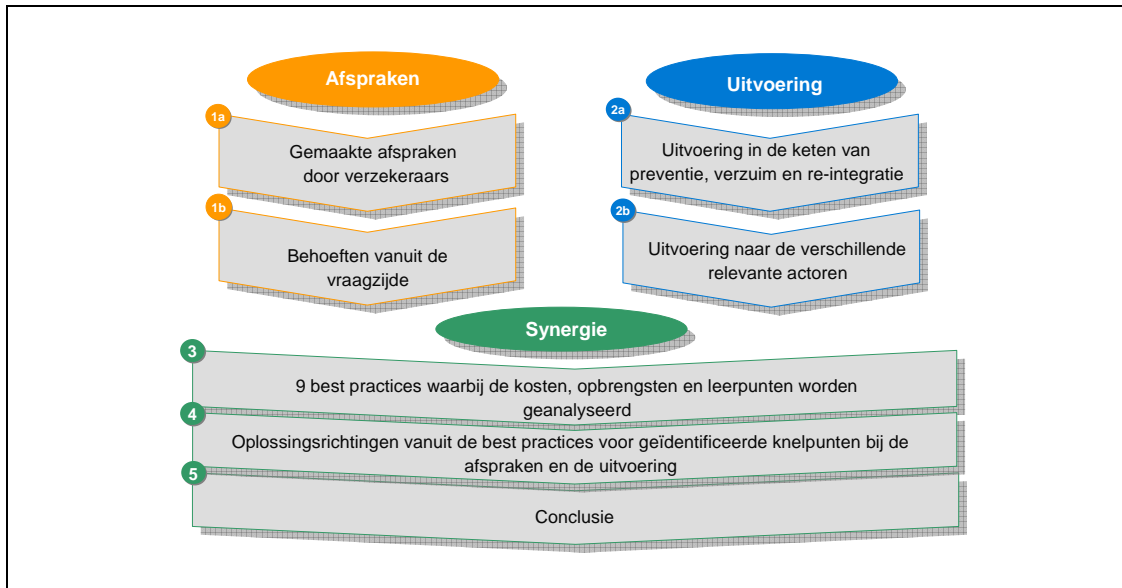 Afspraken
1a
Gemaakte afspraken
door verzekeraars
1b
Behoeften vanuit de
vraagzijde
Uitvoering
2a
Uitvoering in de keten van
preventie, verzuim en re-integratie
2b
Uitvoering naar de verschillende
relevante actoren
Synergie
3
9 best practices waarbij de kosten, opbrengsten en leerpunten worden
geanalyseerd
4
Oplossingsrichtingen vanuit de best practices voor geïdentificeerde knelpunten bij de
afspraken en de uitvoering
5
Conclusie